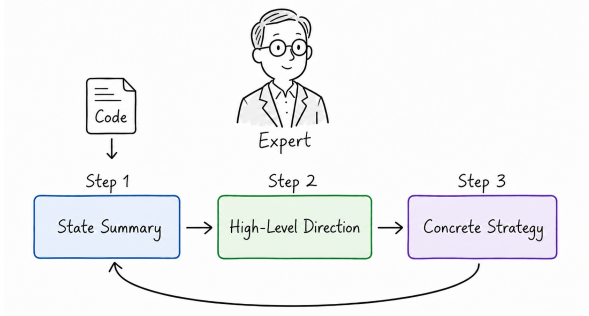 Code
Expert
Step 1
Step 2
Step 3
State Summary
High-Level Direction
Concrete Strategy